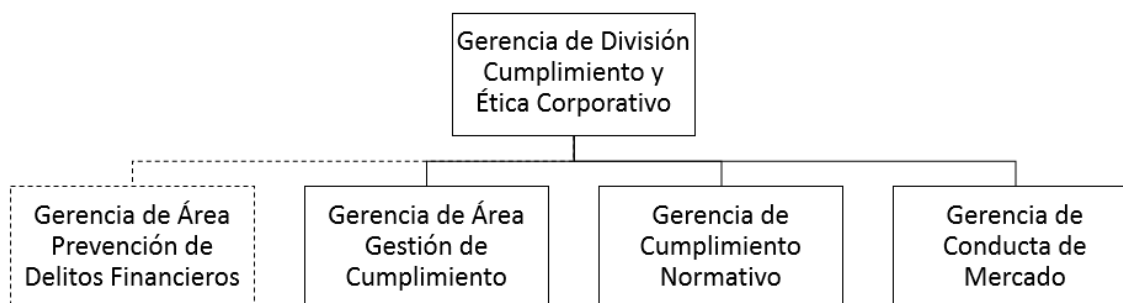 Gerencia de División
Cumplimiento y
Ética Corporativo
Gerencia de Área
Prevención de
Delitos Financieros
Gerencia de Área
Gestión de
Cumplimiento
Gerencia de
Cumplimiento
Normativo
Gerencia de
Conducta de
Mercado